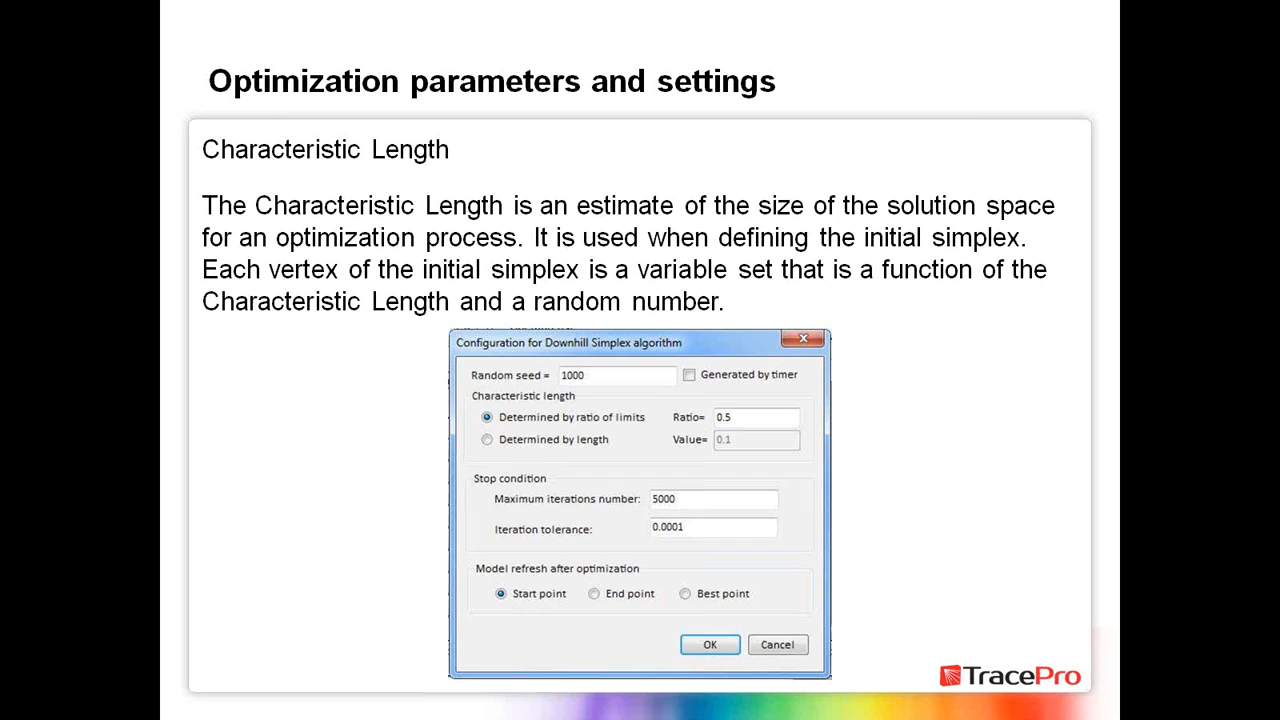 Optimization parameters and settings
Characteristic Length
The Characteristic Length is an estimate of the size of the solution space
for an optimization process. It is used when defining the initial simplex.
Each vertex of the initial simplex is a variable set that is a function of the
Characteristic Length and a random number.
Configuration for Downhill Simplex algorithm
Random seed = 1000 Generated by timer
Characteristic length
Determined by ratio of limits Ratio= 0.5
Determined by length Value= 0.1
Stop condition
Maximum iterations number: 5000
Iteration tolerance: 0.0001
Model refresh after optimization
Start point End point Best point
OK Cancel
TracePro